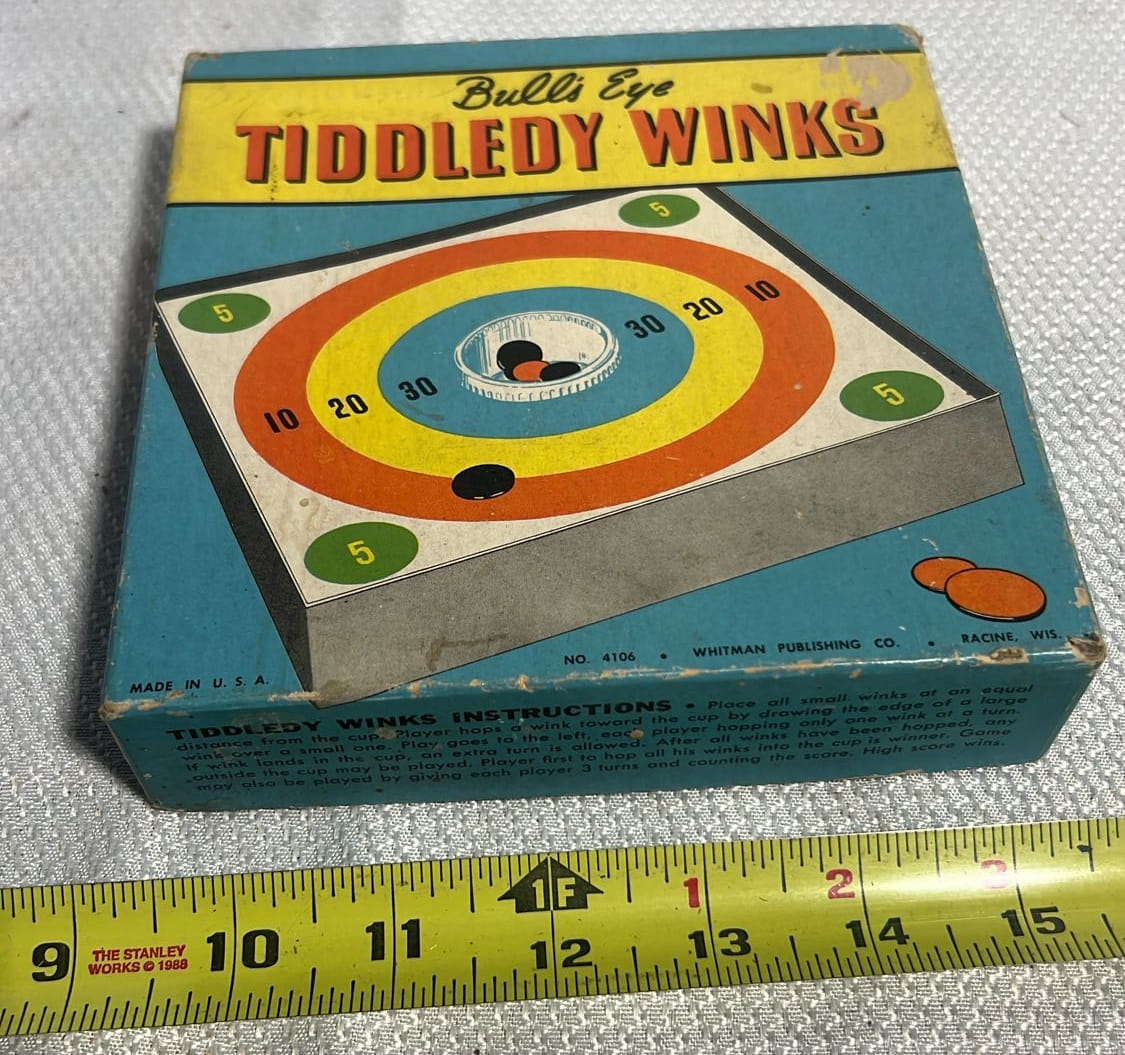 Bull's Eye
TIDDLEDY WINKS
5
5
10
20
30
30
20
10
5
5
MADE IN U. S. A.
NO. 4106 • WHITMAN PUBLISHING CO. • RACINE, WIS.
TIDDLEDY WINKS INSTRUCTIONS • Place all small winks at an equal
distance from the cup. Player hops a wink toward the cup by drawing the edge of a large
wink over a small one. Play goes to the left, each player hopping only one wink at a turn.
If wink lands in the cup, an extra turn is allowed. After all winks have been hopped, any
outside the cup may be played. Player first to hop all his winks into the cup is winner. Game
may also be played by giving each player 3 turns and counting the score. High score wins.
1F 1 2 3
9 THE STANLEY 10 11 12 13 14 15
WORKS © 1988